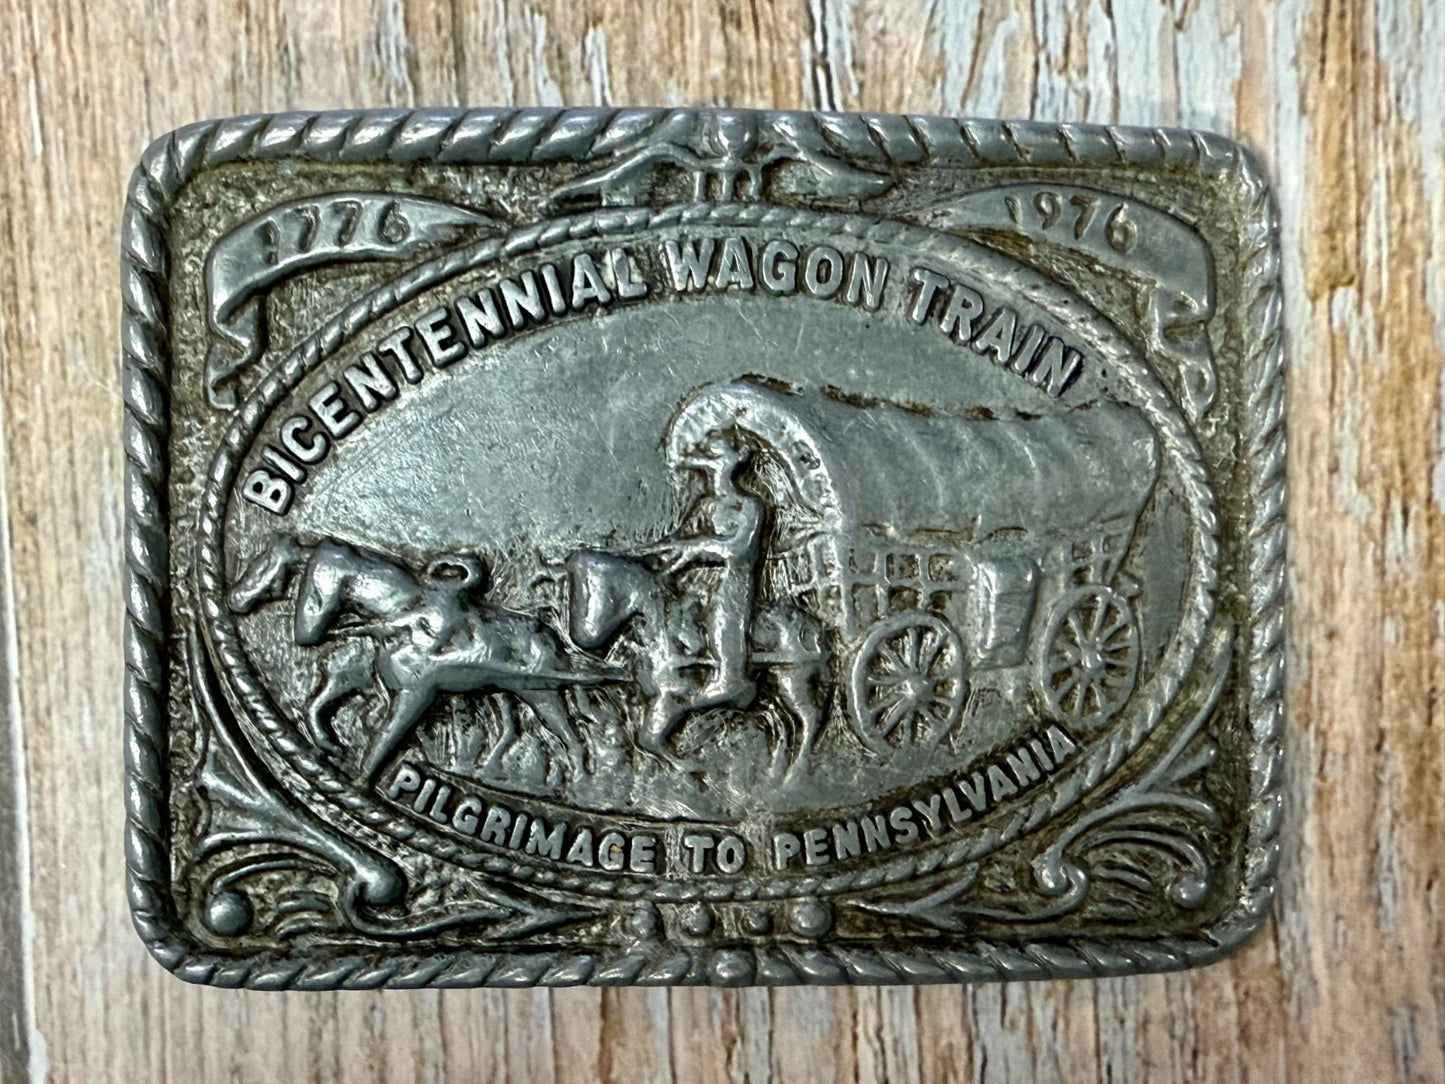 1776
1976
BICENTENNIAL WAGON TRAIN
PILGRIMAGE TO PENNSYLVANIA